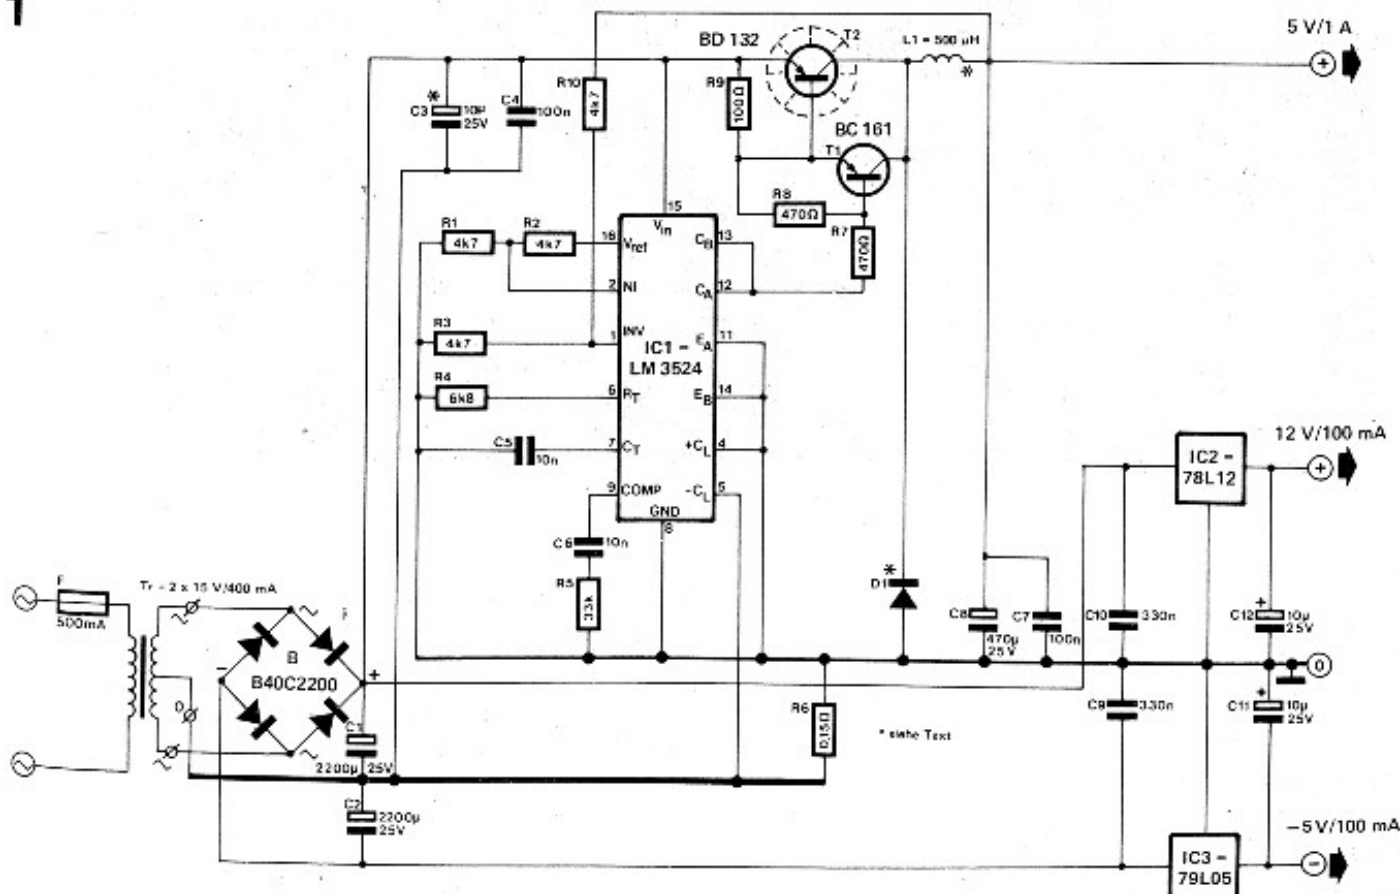 1
BD 132
T2
L1 = 500 µH
*
5 V/1 A
+
R10
4k7
R9
100Ω
*
C3
10µ
25V
C4
100n
BC 161
T1
R8
470Ω
R7
470Ω
15
Vin
R1
4k7
R2
4k7
16
Vref
CB
13
2
NI
CA
12
R3
4k7
1
INV
EA
11
IC1 =
LM 3524
R4
6k8
6
RT
EB
14
C5
10n
7
CT
+CL
4
9
COMP
-CL
5
GND
8
C6
10n
R5
33k
12 V/100 mA
IC2 =
78L12
+
F
500mA
Tr = 2 x 15 V/400 mA
~
~
B
B40C2200
−
+
0
~
~
*
D1
C8
470µ
25V
C7
100n
C10
330n
+
C12
10µ
25V
0
C1
2200µ
25V
R6
0,15Ω
* siehe Text
C9
330n
+
C11
10µ
25V
C2
2200µ
25V
−5V/100 mA
IC3 =
79L05
−